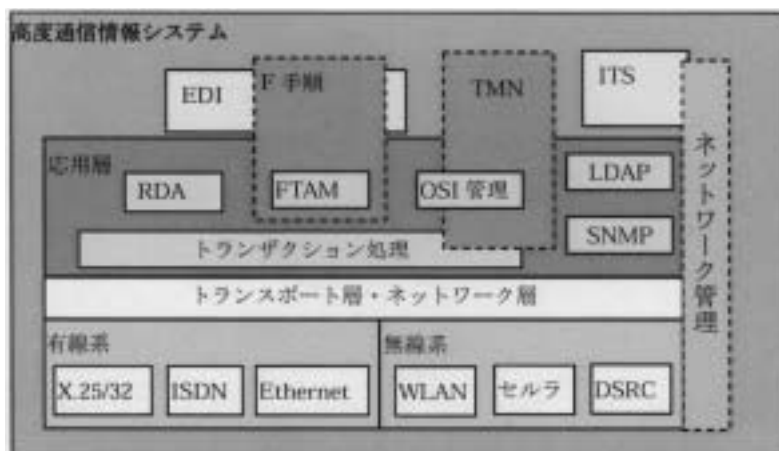 高度通信情報システム
EDI
F 手順
TMN
ITS
ネットワーク管理
応用層
RDA
FTAM
OSI 管理
LDAP
SNMP
トランザクション処理
トランスポート層・ネットワーク層
有線系
無線系
X.25/32
ISDN
Ethernet
WLAN
セルラ
DSRC